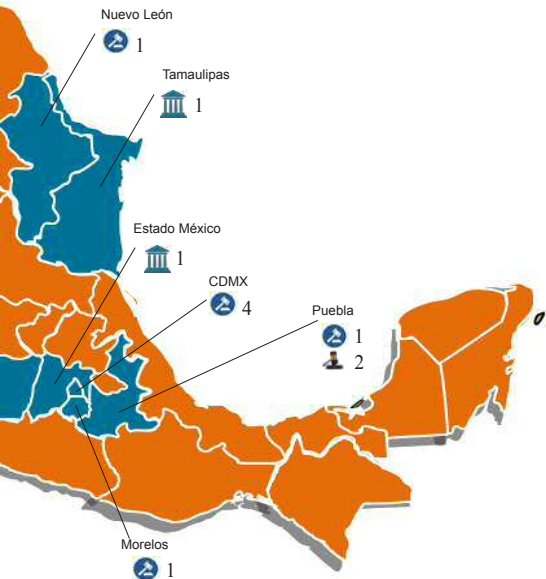 Nuevo León
1
Tamaulipas
1
Estado México
1
CDMX
4
Puebla
1
2
Morelos
1